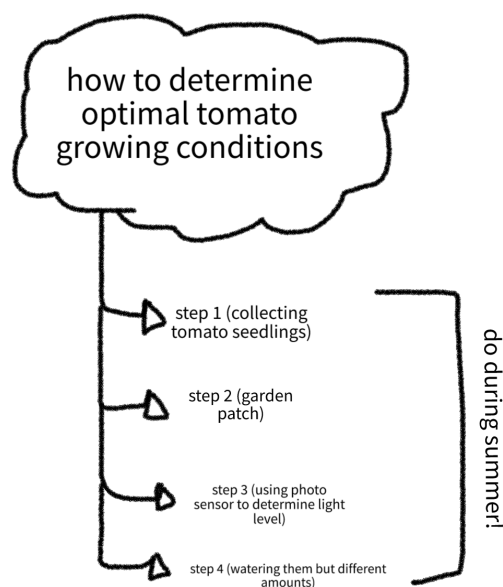 how to determine
optimal tomato
growing conditions
step 1 (collecting
tomato seedlings)
step 2 (garden
patch)
step 3 (using photo
sensor to determine light
level)
step 4 (watering them but different
amounts)
do during summer!